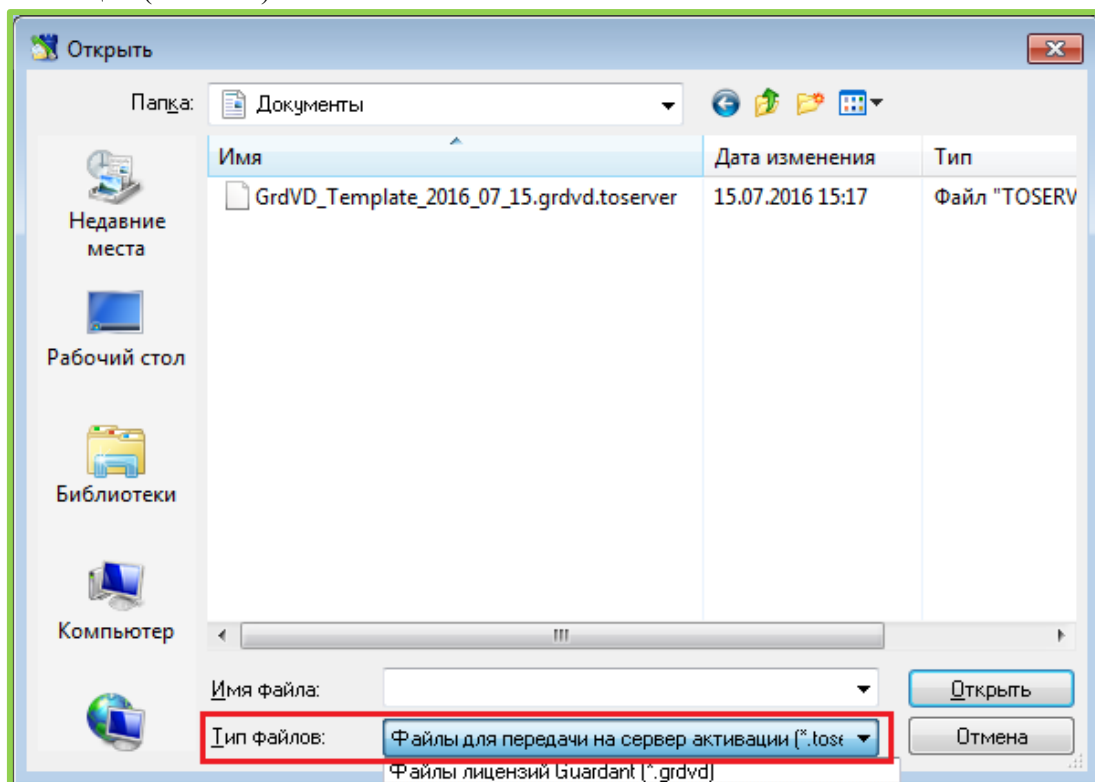 Открыть
Папка: Документы
Имя Дата изменения Тип
GrdVD_Template_2016_07_15.grdvd.toserver 15.07.2016 15:17 Файл "TOSERV
Недавние
места
Рабочий стол
Библиотеки
Компьютер
Имя файла: Открыть
Тип файлов: Файлы для передачи на сервер активации (*.tose Отмена
Файлы лицензий Guardant (*.grdvd)